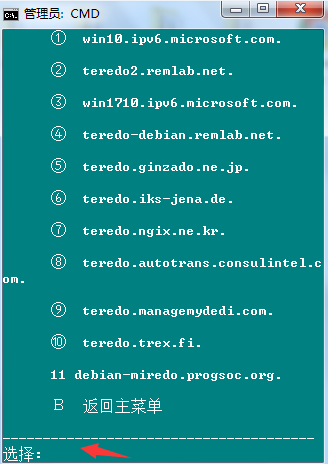 管理员: CMD
① win10.ipv6.microsoft.com.
② teredo2.remlab.net.
③ win1710.ipv6.microsoft.com.
④ teredo-debian.remlab.net.
⑤ teredo.ginzado.ne.jp.
⑥ teredo.iks-jena.de.
⑦ teredo.ngix.ne.kr.
⑧ teredo.autotrans.consulintel.c
om.
⑨ teredo.managemydedi.com.
⑩ teredo.trex.fi.
11 debian-miredo.progsoc.org.
B 返回主菜单
选择: